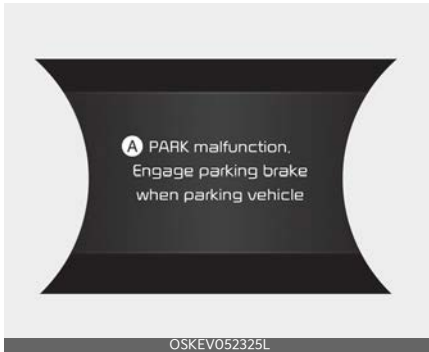 A PARK malfunction.
Engage parking brake
when parking vehicle
OSKEV052325L